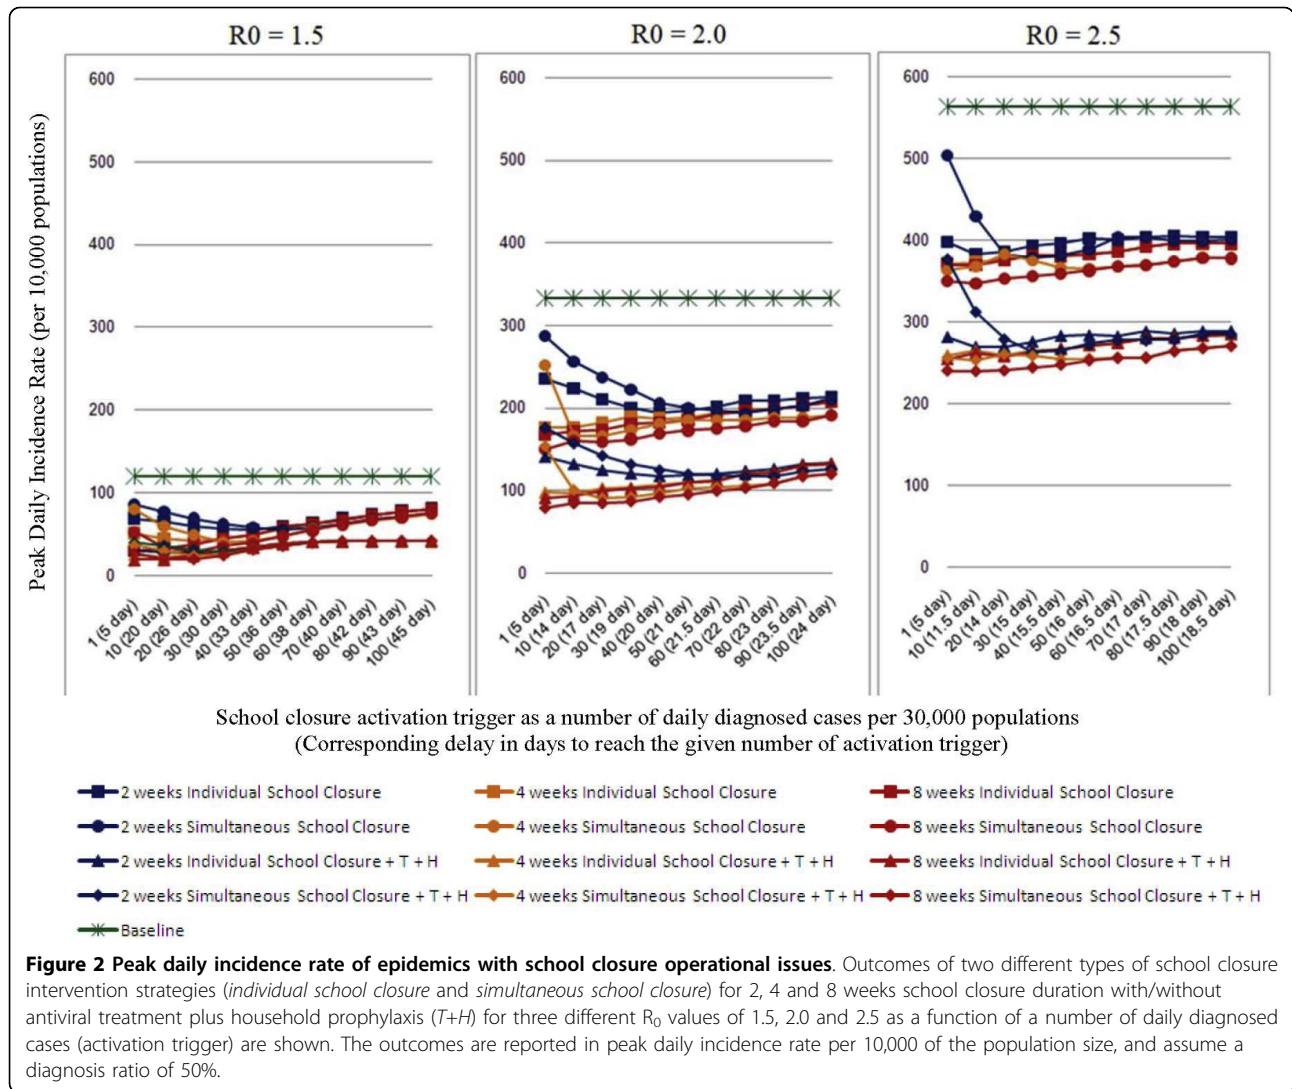 R0 = 1.5
R0 = 2.0
R0 = 2.5
Peak Daily Incidence Rate (per 10,000 populations)
600
500
400
300
200
100
0
1 (5 day)
10 (20 day)
20 (26 day)
30 (30 day)
40 (33 day)
50 (36 day)
60 (38 day)
70 (40 day)
80 (42 day)
90 (43 day)
100 (45 day)
600
500
400
300
200
100
0
1 (5 day)
10 (14 day)
20 (17 day)
30 (19 day)
40 (20 day)
50 (21 day)
60 (21.5 day)
70 (22 day)
80 (23 day)
90 (23.5 day)
100 (24 day)
600
500
400
300
200
100
0
1 (5 day)
10 (11.5 day)
20 (14 day)
30 (15 day)
40 (15.5 day)
50 (16 day)
60 (16.5 day)
70 (17 day)
80 (17.5 day)
90 (18 day)
100 (18.5 day)
School closure activation trigger as a number of daily diagnosed cases per 30,000 populations
(Corresponding delay in days to reach the given number of activation trigger)
2 weeks Individual School Closure
4 weeks Individual School Closure
8 weeks Individual School Closure
2 weeks Simultaneous School Closure
4 weeks Simultaneous School Closure
8 weeks Simultaneous School Closure
2 weeks Individual School Closure + T + H
4 weeks Individual School Closure + T + H
8 weeks Individual School Closure + T + H
2 weeks Simultaneous School Closure + T + H
4 weeks Simultaneous School Closure + T + H
8 weeks Simultaneous School Closure + T + H
Baseline
Figure 2 Peak daily incidence rate of epidemics with school closure operational issues. Outcomes of two different types of school closure
intervention strategies (individual school closure and simultaneous school closure) for 2, 4 and 8 weeks school closure duration with/without
antiviral treatment plus household prophylaxis (T+H) for three different R0 values of 1.5, 2.0 and 2.5 as a function of a number of daily diagnosed
cases (activation trigger) are shown. The outcomes are reported in peak daily incidence rate per 10,000 of the population size, and assume a
diagnosis ratio of 50%.